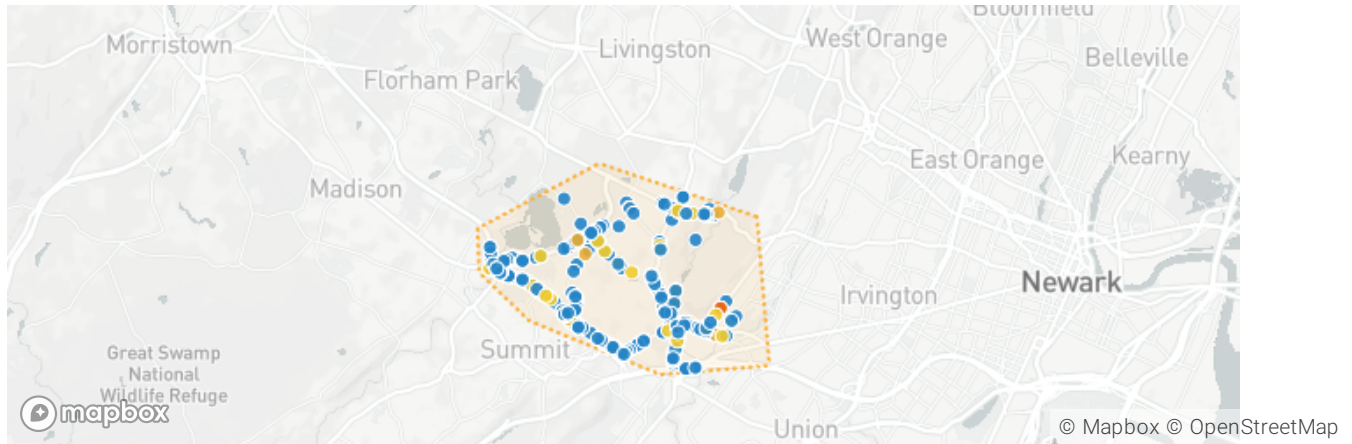 Bloomfield
Morristown
Livingston
West Orange
Belleville
Florham Park
East Orange
Kearny
Madison
Newark
Irvington
Summit
Great Swamp
National
Wildlife Refuge
mapbox
Union
© Mapbox © OpenStreetMap